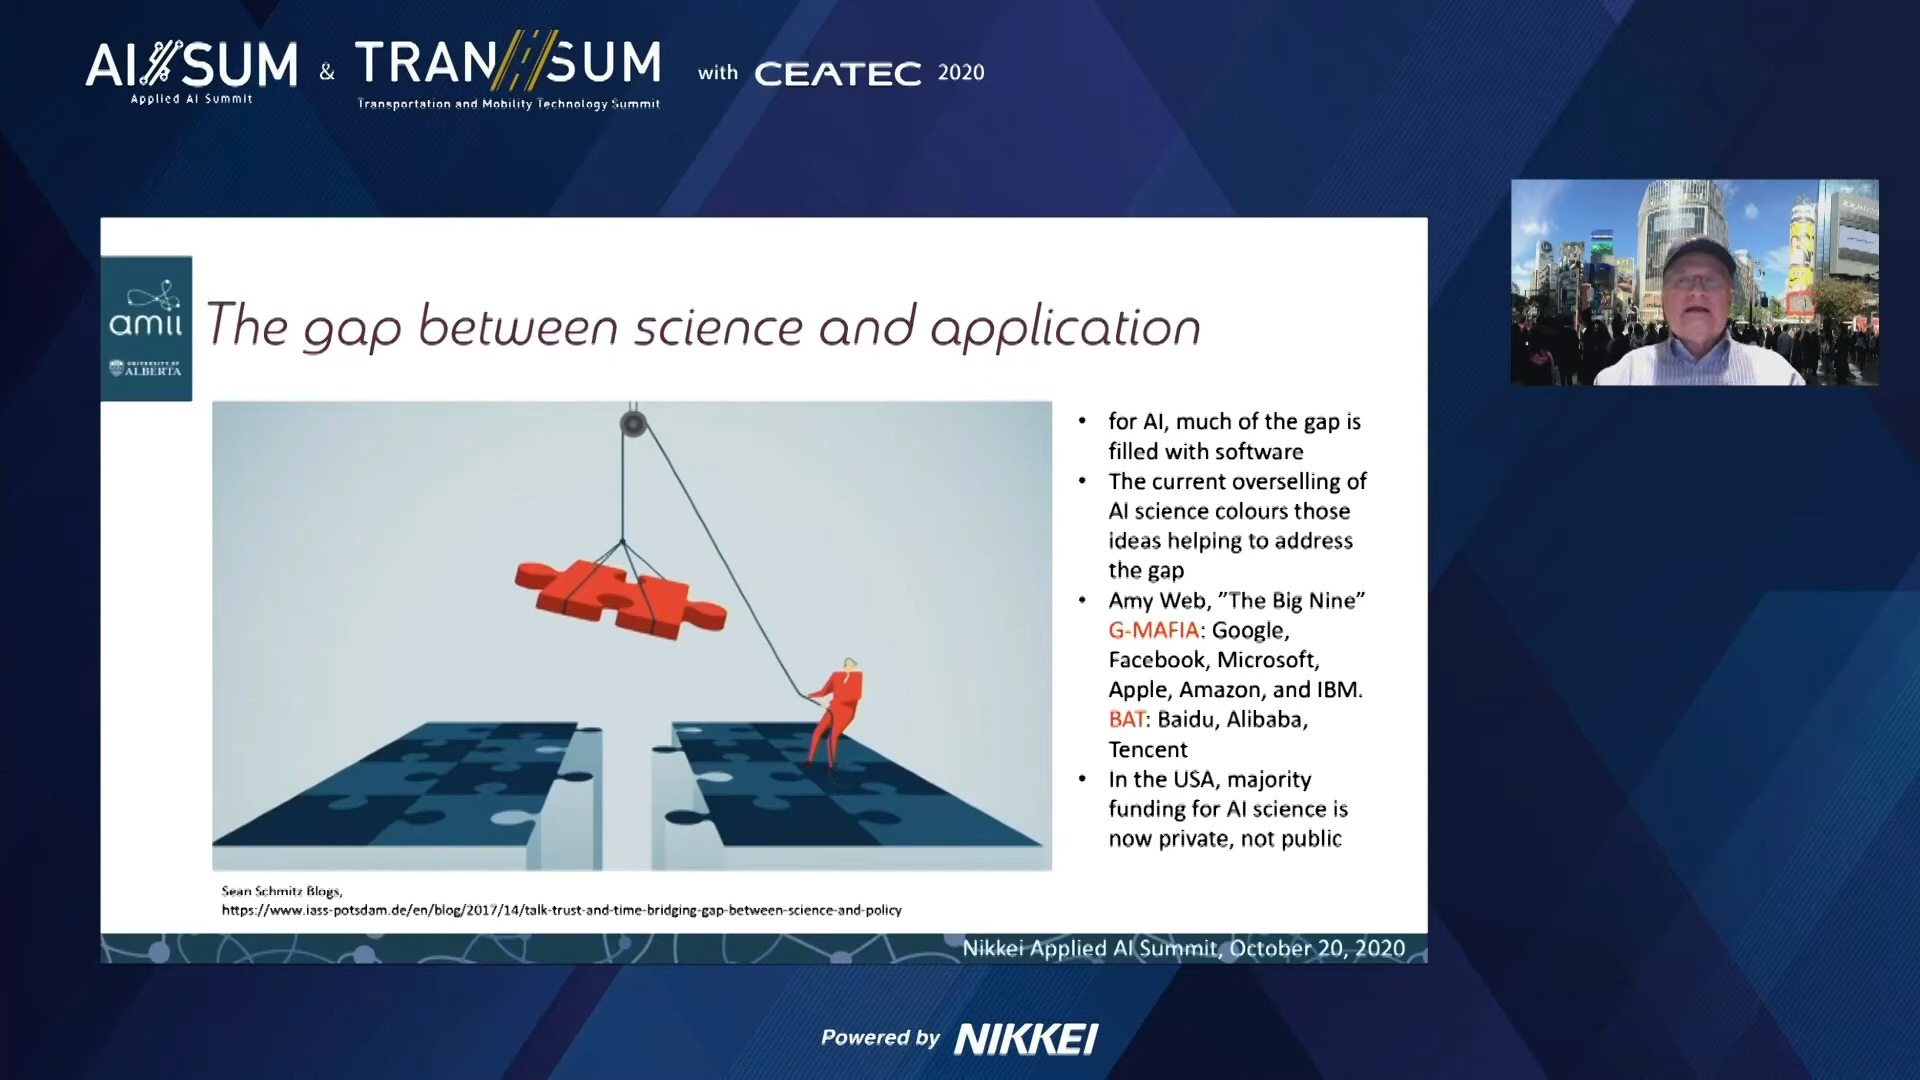 AI//SUM & TRAN//SUM with CEATEC 2020
Applied AI Summit
Transportation and Mobility Technology Summit
amii
UNIVERSITY OF
ALBERTA
The gap between science and application
• for AI, much of the gap is
filled with software
• The current overselling of
AI science colours those
ideas helping to address
the gap
• Amy Web, ”The Big Nine”
G-MAFIA: Google,
Facebook, Microsoft,
Apple, Amazon, and IBM.
BAT: Baidu, Alibaba,
Tencent
• In the USA, majority
funding for AI science is
now private, not public
Sean Schmitz Blogs,
https://www.iass-potsdam.de/en/blog/2017/14/talk-trust-and-time-bridging-gap-between-science-and-policy
Nikkei Applied AI Summit, October 20, 2020
Powered by NIKKEI